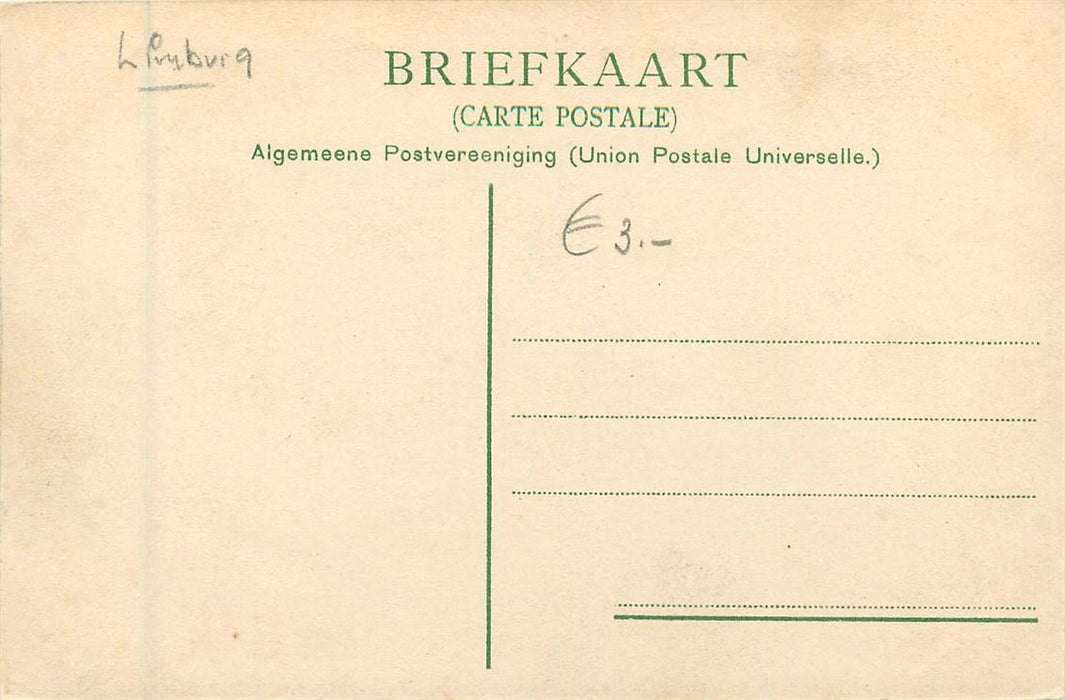 Limburg
BRIEFKAART
(CARTE POSTALE)
Algemeene Postvereeniging (Union Postale Universelle.)
€ 3.-